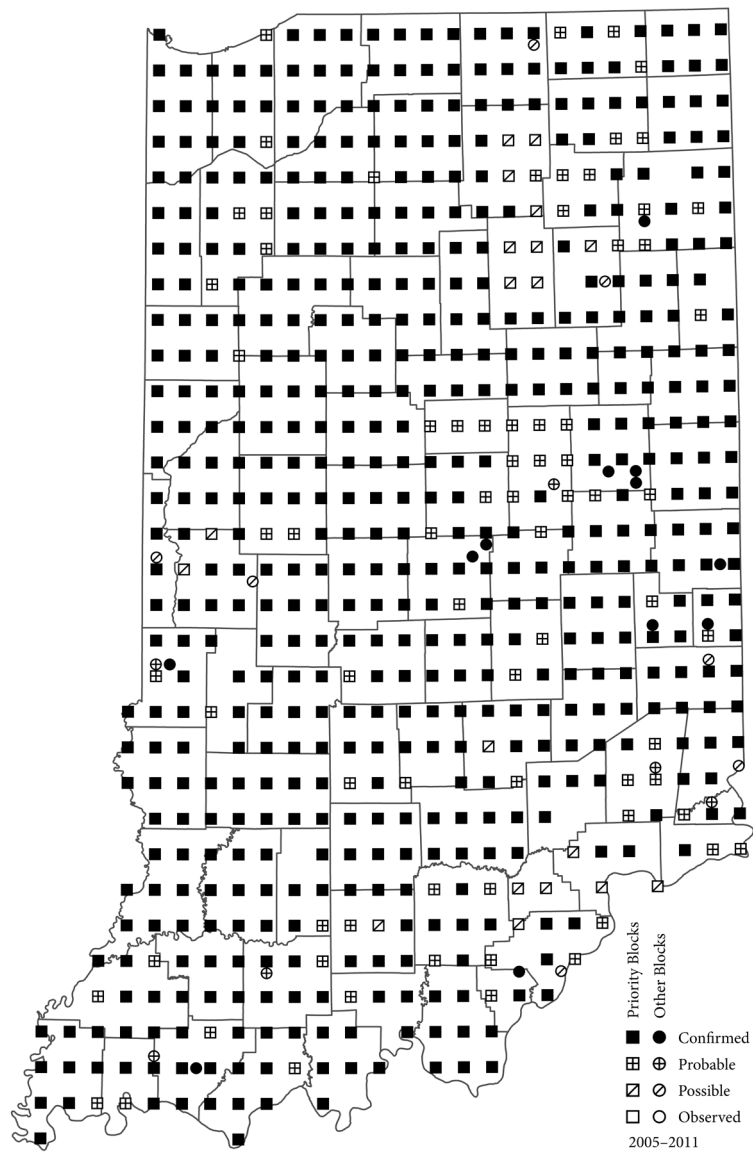 Priority Blocks
Other Blocks
Confirmed
Probable
Possible
Observed
2005–2011